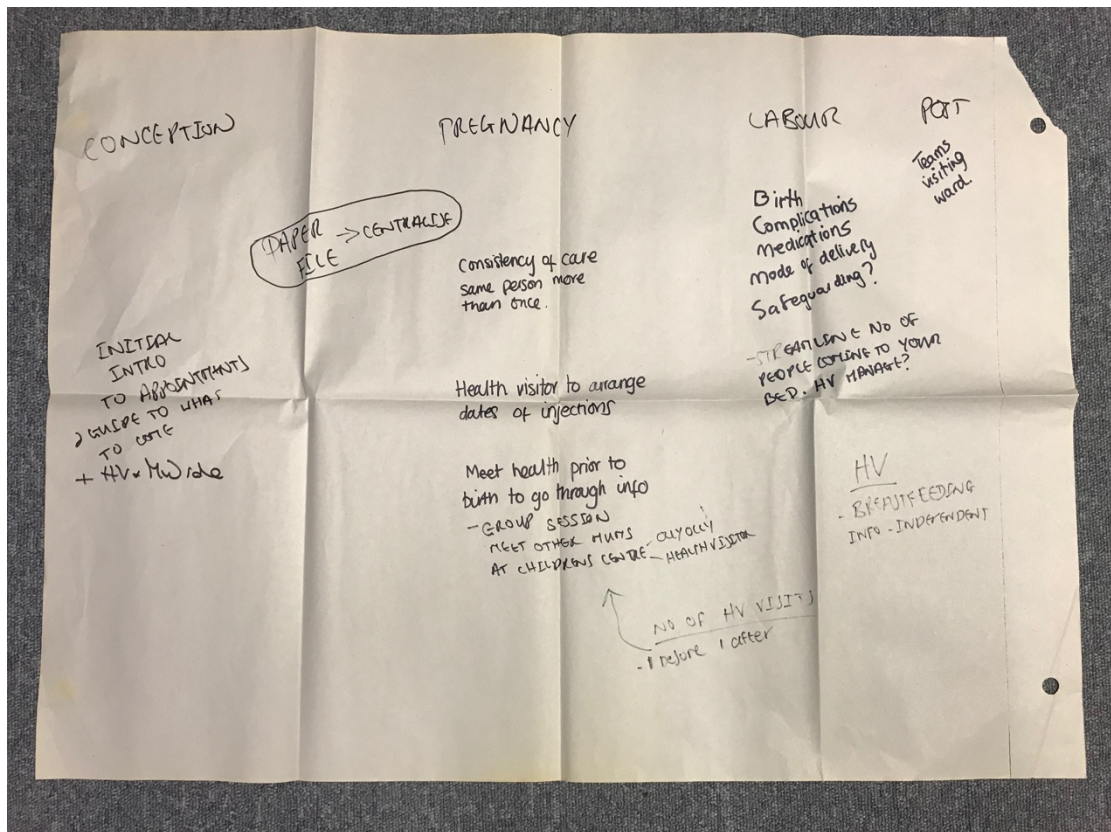 CONCEPTION
PAPER FILE → CENTRALISE
INITIAL
INTRO
TO APPOINTMENTS
GUIDE TO WHAT
TO COME
+ HV + MW role
PREGNANCY
Consistency of care
same person more
than once.
Health visitor to arrange
dates of injections
Meet health prior to
birth to go through info
- GROUP SESSION
MEET OTHER MUMS
AT CHILDRENS CENTRE - HEALTH VISITOR
NO OF HV VISITS
- 1 before 1 after
LABOUR
Birth
Complications
Medications
mode of delivery
Safeguarding?
- STREAMLINE NO OF
PEOPLE COMING TO YOUR
BED. HV MANAGE?
POST
Teams
visiting
ward.
HV
- BREASTFEEDING
INFO - INDEPENDENT